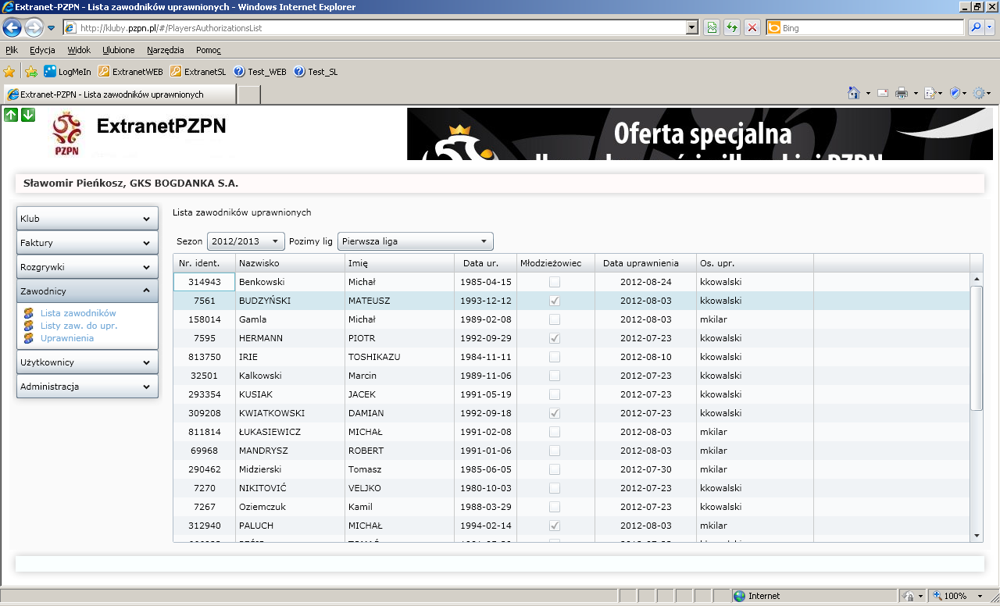 Extranet-PZPN - Lista zawodników uprawnionych - Windows Internet Explorer
http://kluby.pzpn.pl/#/PlayersAuthorizationsList
Bing
Plik Edycja Widok Ulubione Narzędzia Pomoc
LogMeIn ExtranetWEB ExtranetSL Test_WEB Test_SL
Extranet-PZPN - Lista zawodników uprawnionych
PZPN
ExtranetPZPN
Oferta specjalna
Sławomir Pieńkosz, GKS BOGDANKA S.A.
Klub
Faktury
Rozgrywki
Zawodnicy
Lista zawodników
Listy zaw. do upr.
Uprawnienia
Użytkownicy
Administracja
Lista zawodników uprawnionych
Sezon 2012/2013 Pozimy lig Pierwsza liga
Nr. ident. Nazwisko Imię Data ur. Młodzieżowiec Data uprawnienia Os. upr.
314943 Benkowski Michał 1985-04-15 2012-08-24 kkowalski
7561 BUDZYŃSKI MATEUSZ 1993-12-12 2012-08-03 kkowalski
158014 Gamla Michał 1989-02-08 2012-08-03 mkilar
7595 HERMANN PIOTR 1992-09-29 2012-07-23 kkowalski
813750 IRIE TOSHIKAZU 1984-11-11 2012-08-10 kkowalski
32501 Kalkowski Marcin 1989-11-06 2012-07-23 kkowalski
293354 KUSIAK JACEK 1991-05-19 2012-07-23 kkowalski
309208 KWIATKOWSKI DAMIAN 1992-09-18 2012-07-23 kkowalski
811814 ŁUKASIEWICZ MICHAŁ 1991-02-08 2012-08-03 mkilar
69968 MANDRYSZ ROBERT 1991-01-06 2012-08-03 mkilar
290462 Midzierski Tomasz 1985-06-05 2012-07-30 mkilar
7270 NIKITOVIĆ VELJKO 1980-10-03 2012-07-23 kkowalski
7267 Oziemczuk Kamil 1988-03-29 2012-07-23 kkowalski
312940 PALUCH MICHAŁ 1994-02-14 2012-08-03 mkilar
Internet 100%